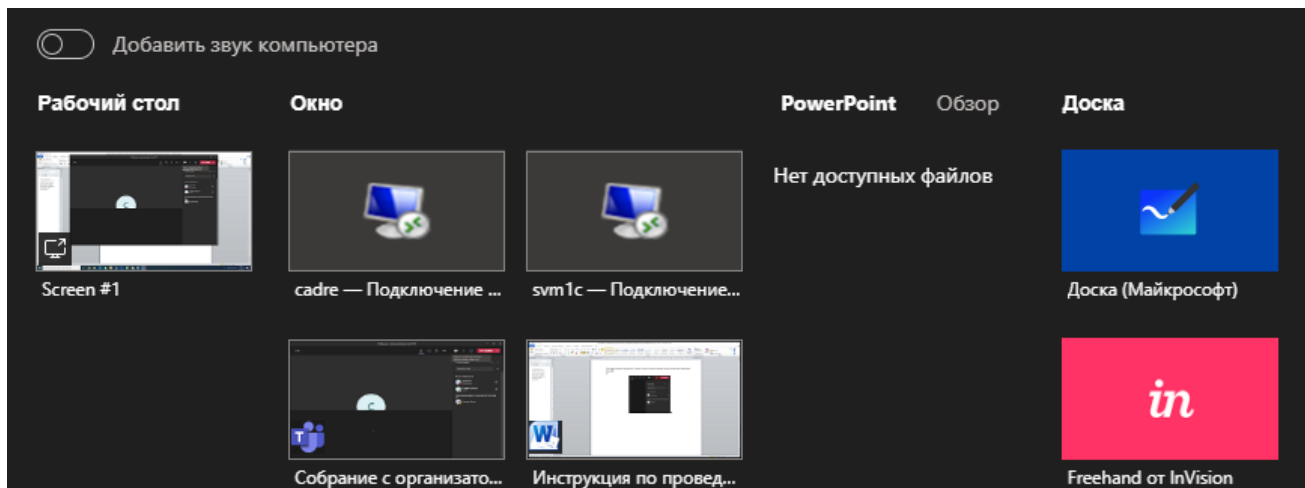 Добавить звук компьютера
Рабочий стол
Окно
PowerPoint
Обзор
Доска
Нет доступных файлов
Screen #1
cadre — Подключение ...
svm1c — Подключение...
Доска (Майкрософт)
in
Собрание с организато...
Инструкция по провед...
Freehand от InVision